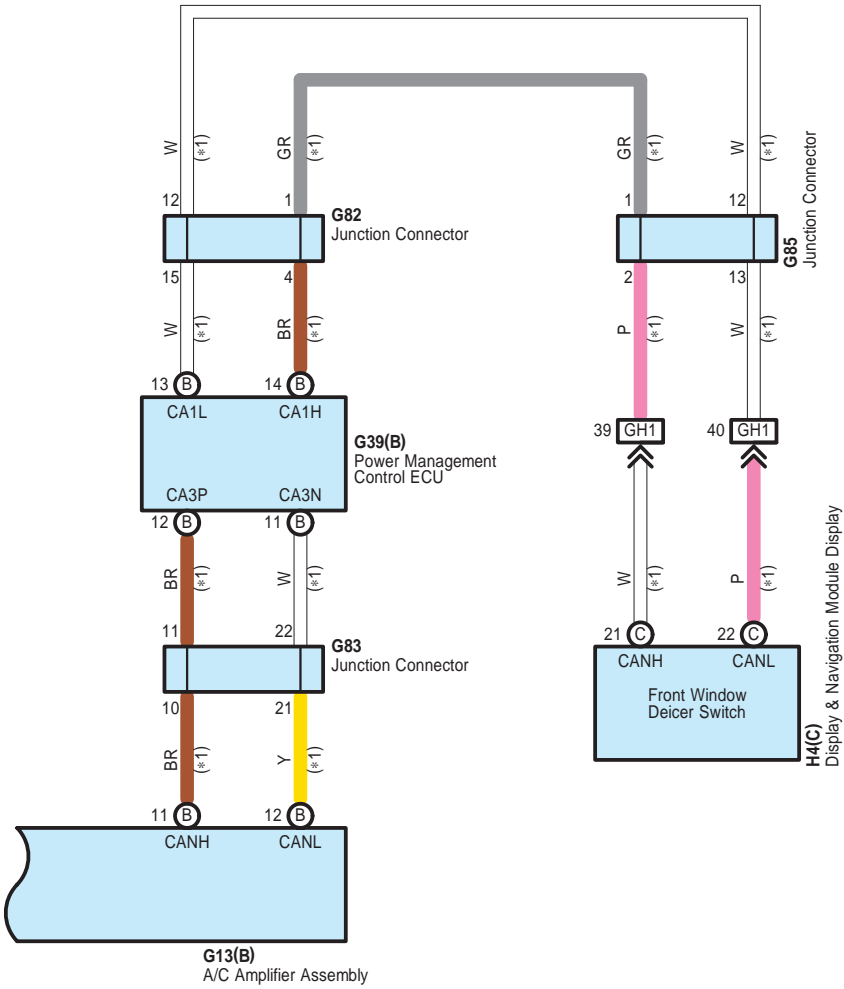 W
(*1)
GR
(*1)
GR
(*1)
W
(*1)
12
1
G82
Junction Connector
1
12
G85
Junction Connector
15
4
2
13
W
(*1)
BR
(*1)
P
(*1)
W
(*1)
13 B
14 B
CA1L
CA1H
39 GH1
40 GH1
G39(B)
Power Management
Control ECU
CA3P
CA3N
12 B
11 B
BR
(*1)
W
(*1)
W
(*1)
P
(*1)
11
22
G83
Junction Connector
21 C
22 C
CANH
CANL
Front Window
Deicer Switch
H4(C)
Display & Navigation Module Display
10
21
BR
(*1)
Y
(*1)
11 B
12 B
CANH
CANL
G13(B)
A/C Amplifier Assembly